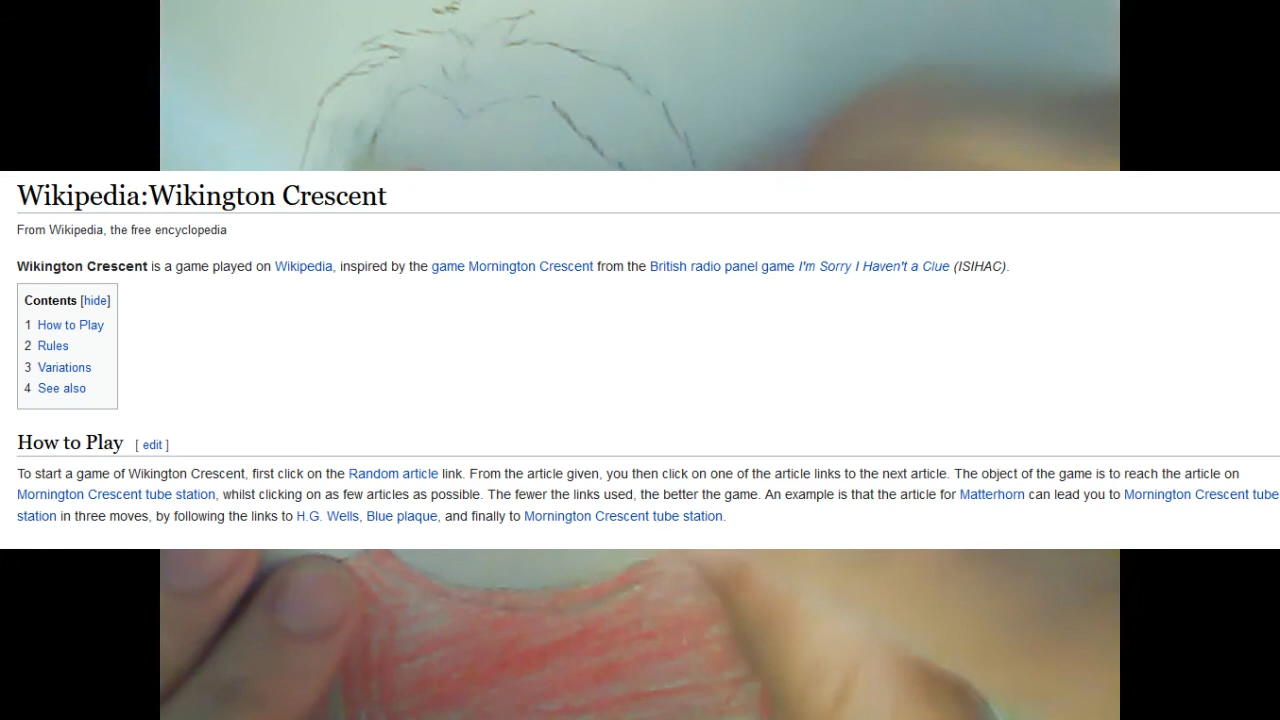 Wikipedia:Wikington Crescent
From Wikipedia, the free encyclopedia
Wikington Crescent is a game played on Wikipedia, inspired by the game Mornington Crescent from the British radio panel game I'm Sorry I Haven't a Clue (ISIHAC).
Contents [hide]
1 How to Play
2 Rules
3 Variations
4 See also
How to Play [ edit ]
To start a game of Wikington Crescent, first click on the Random article link. From the article given, you then click on one of the article links to the next article. The object of the game is to reach the article on
Mornington Crescent tube station, whilst clicking on as few articles as possible. The fewer the links used, the better the game. An example is that the article for Matterhorn can lead you to Mornington Crescent tube
station in three moves, by following the links to H.G. Wells, Blue plaque, and finally to Mornington Crescent tube station.